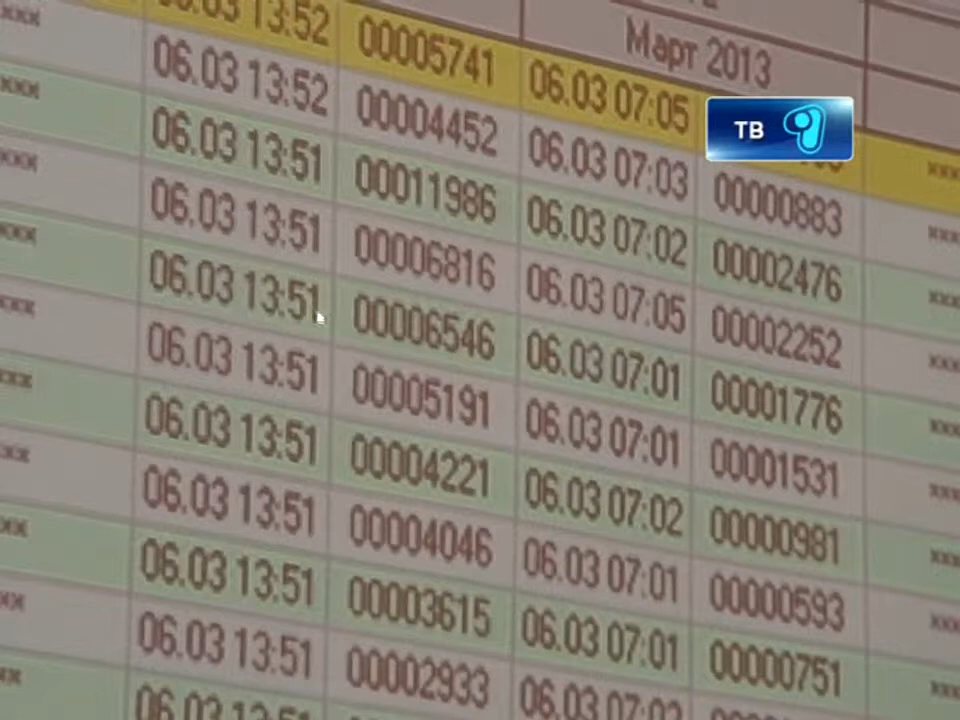 Март 2013
13:52 00005741 06.03 07:05
06.03 13:52 00004452 06.03 07:03 00000883
06.03 13:51 00011986 06.03 07:02 00002476
06.03 13:51 00006816 06.03 07:05 00002252
06.03 13:51 00006546 06.03 07:01 00001776
06.03 13:51 00005191 06.03 07:01 00001531
06.03 13:51 00004221 06.03 07:02 00000981
06.03 13:51 00004046 06.03 07:01 00000593
06.03 13:51 00003615 06.03 07:01 00000751
06.03 13:51 00002933 06.03 07:02
06.03 13:51
ТВ